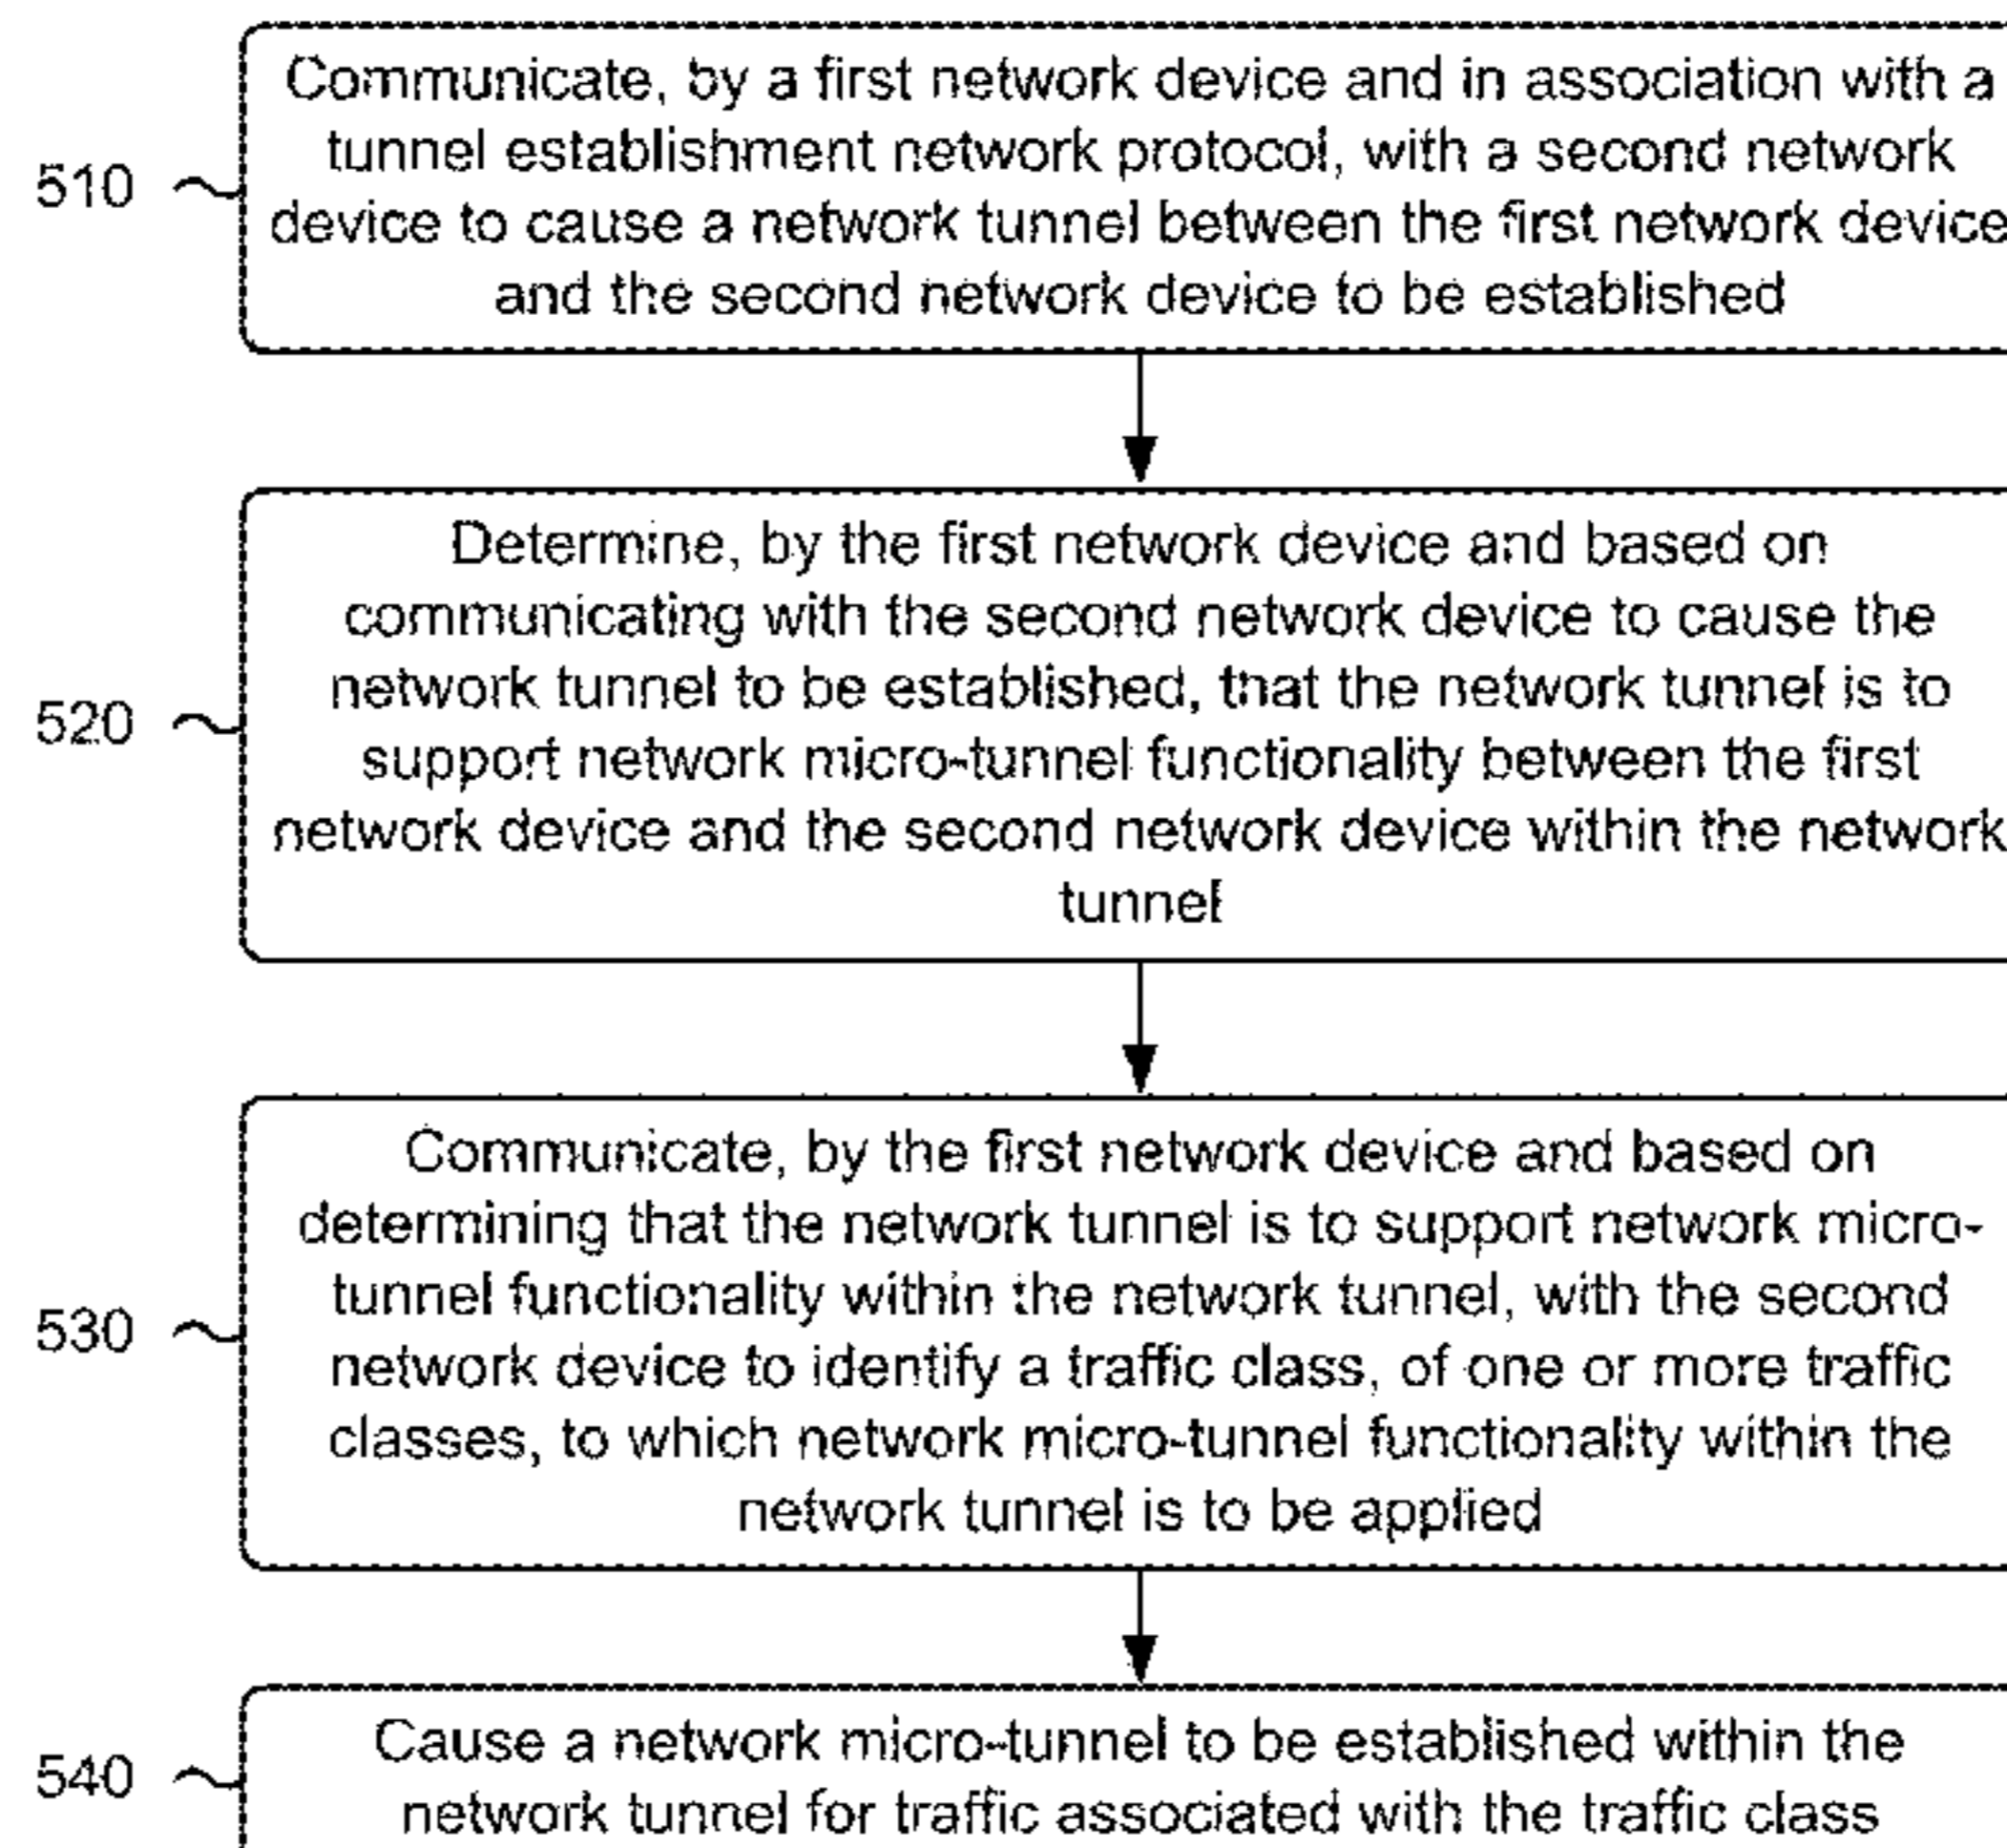 Communicate, by a first network device and in association with a
tunnel establishment network protocol, with a second network
510
device to cause a network tunnel between the first network device
and the second network device to be established
Determine, by the first network device and based on
communicating with the second network device to cause the
network tunnel to be established, that the network tunnel is to
520
support network micro-tunnel functionality between the first
network device and the second network device within the network
tunnel
Communicate, by the first network device and based on
determining that the network tunnel is to support network micro-
tunnel functionality within the network tunnel, with the second
530
network device to identify a traffic class, of one or more traffic
classes, to which network micro-tunnel functionality within the
network tunnel is to be applied
Cause a network micro-tunnel to be established within the
540
network tunnel for traffic associated with the traffic class